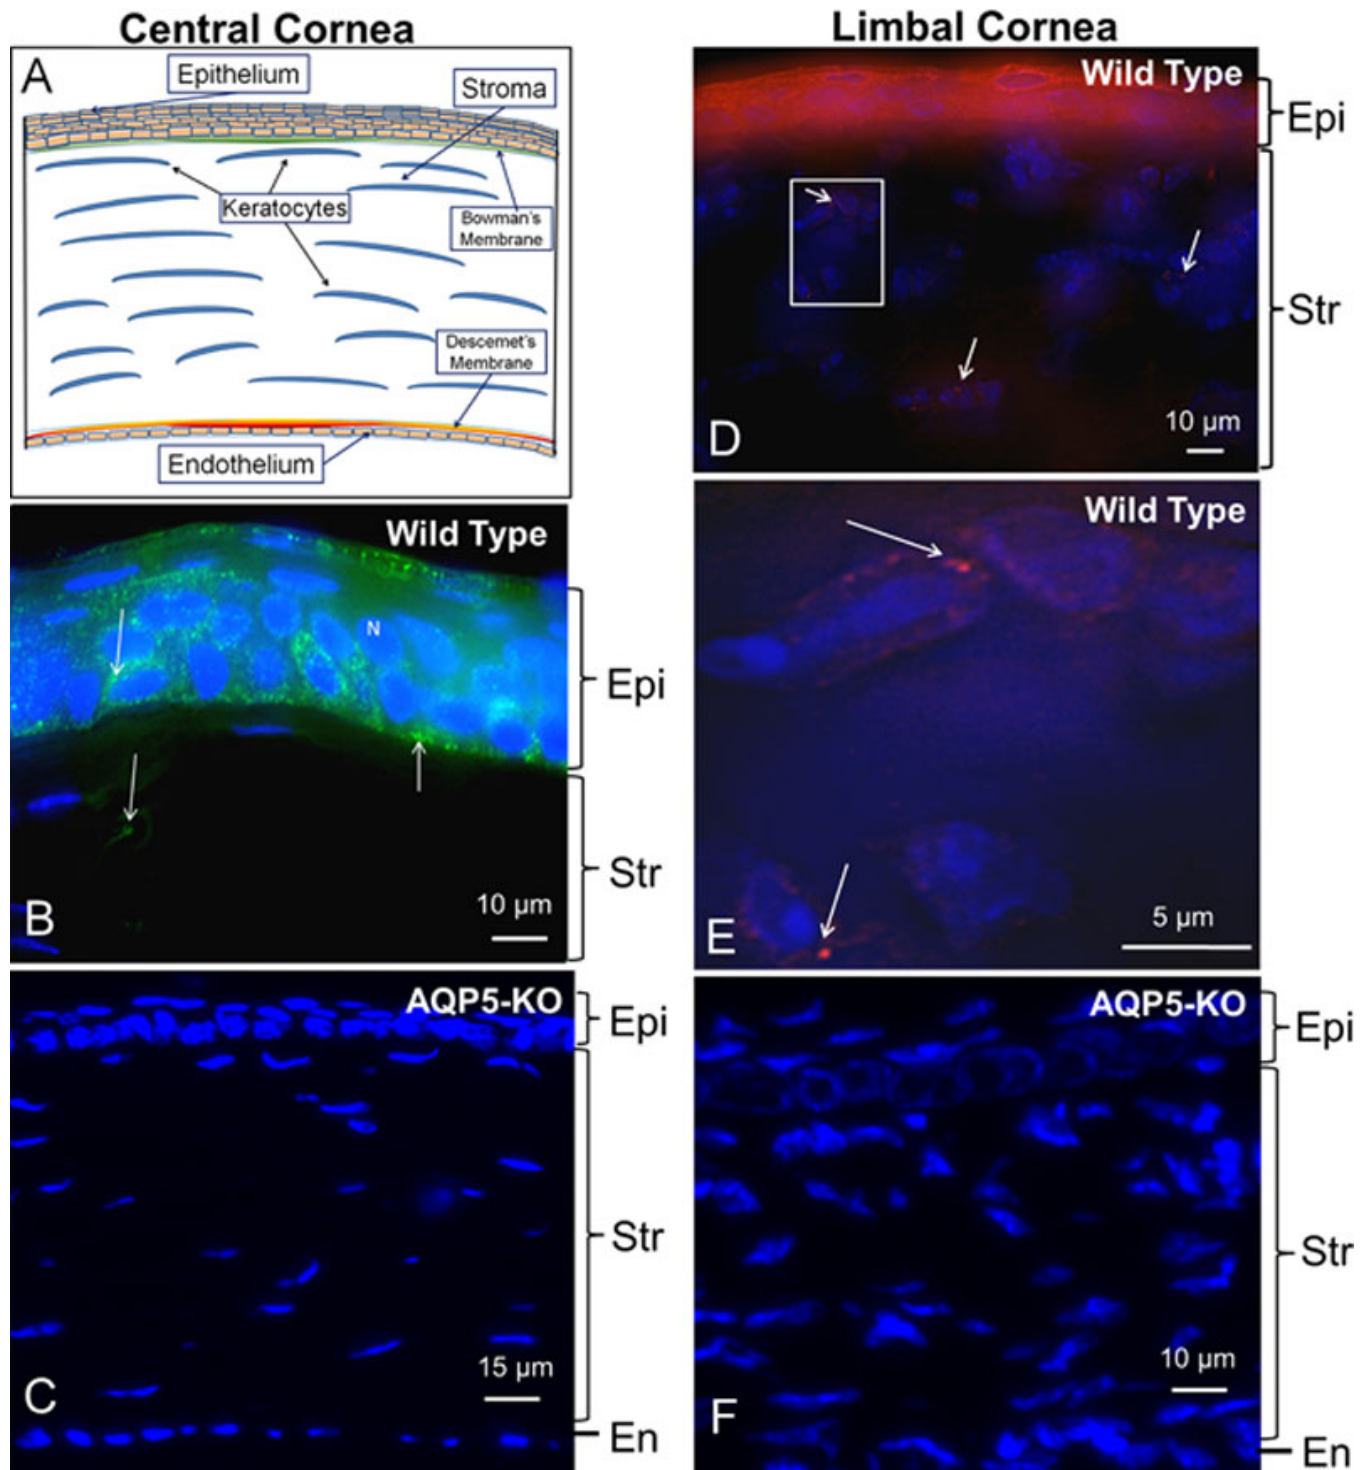 Central Cornea
A
Epithelium
Stroma
Keratocytes
Bowman's
Membrane
Descemet's
Membrane
Endothelium
Wild Type
N
Epi
Str
10 µm
B
AQP5-KO
Epi
Str
15 µm
C
En
Limbal Cornea
Wild Type
Epi
Str
10 µm
D
Wild Type
5 µm
E
AQP5-KO
Epi
Str
10 µm
F
En